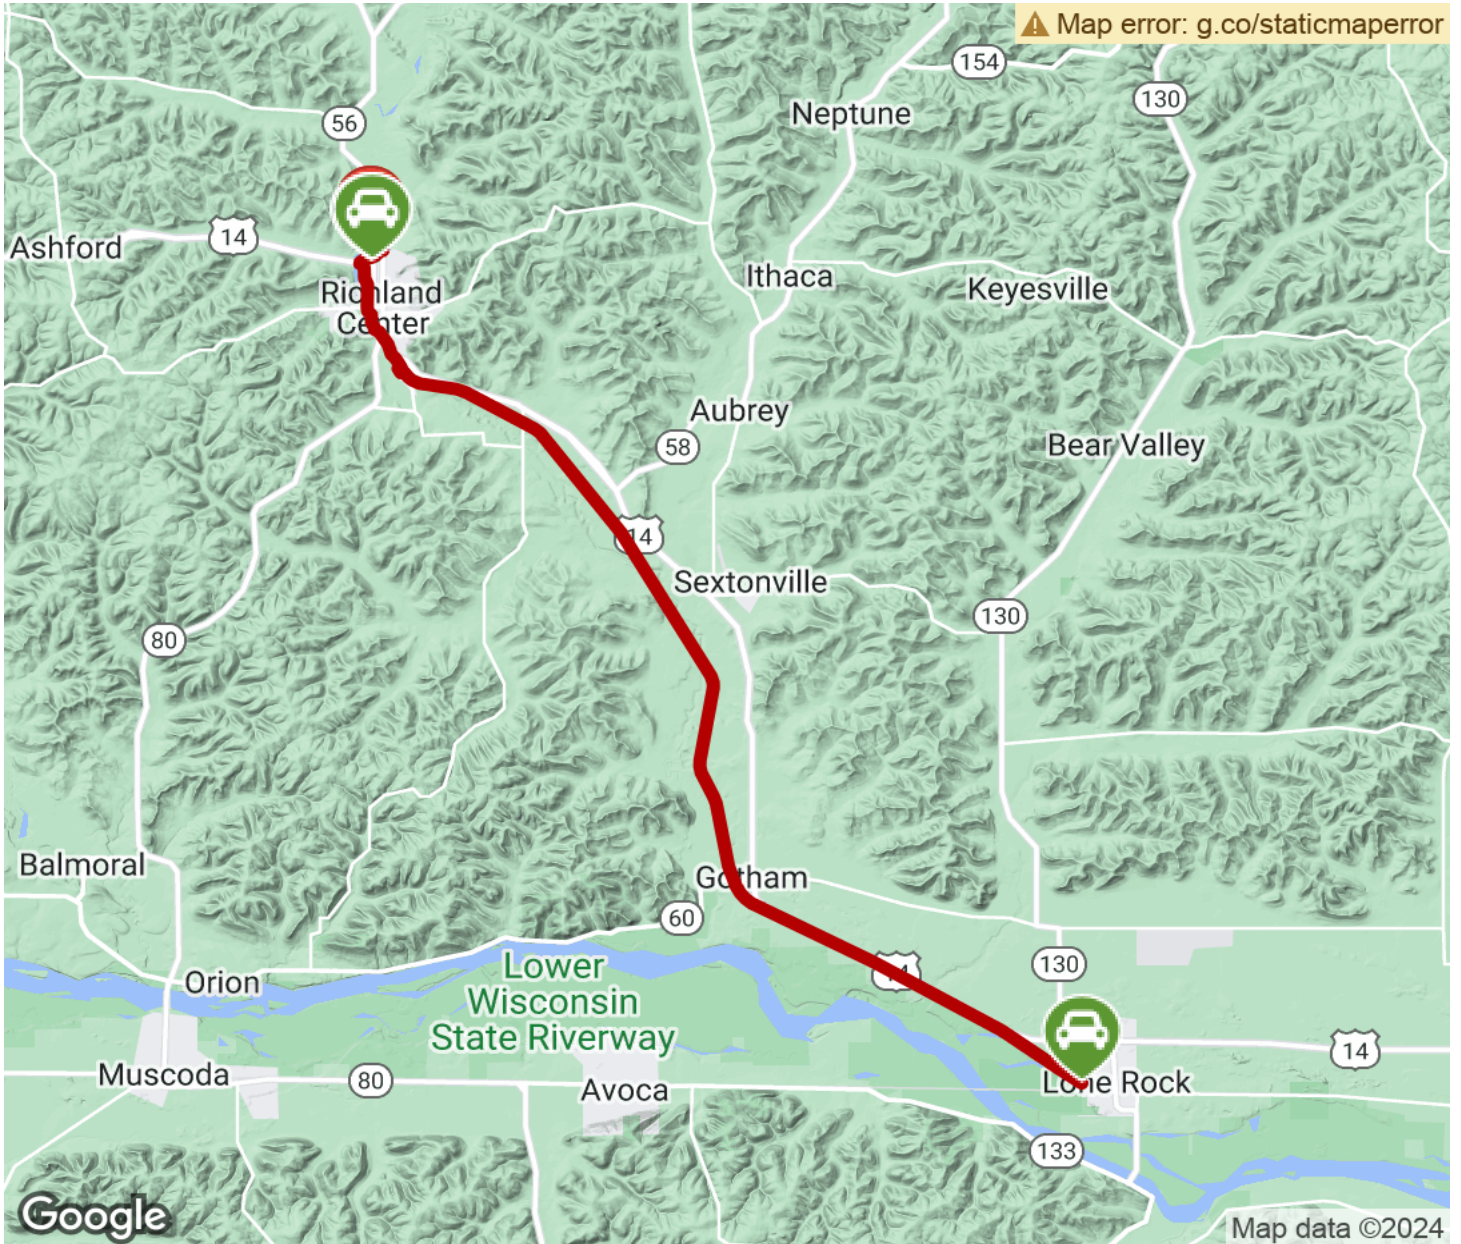 Map error: g.co/staticmaperror
154
130
Neptune
56
14
Ashford
Ithaca
Keyesville
Richland
Center
Aubrey
58
Bear Valley
14
Sextonville
130
80
Balmoral
Gotham
60
Lower
Wisconsin
State Riverway
14
130
Orion
14
Muscoda
80
Avoca
Lone Rock
133
Google
Map data ©2024